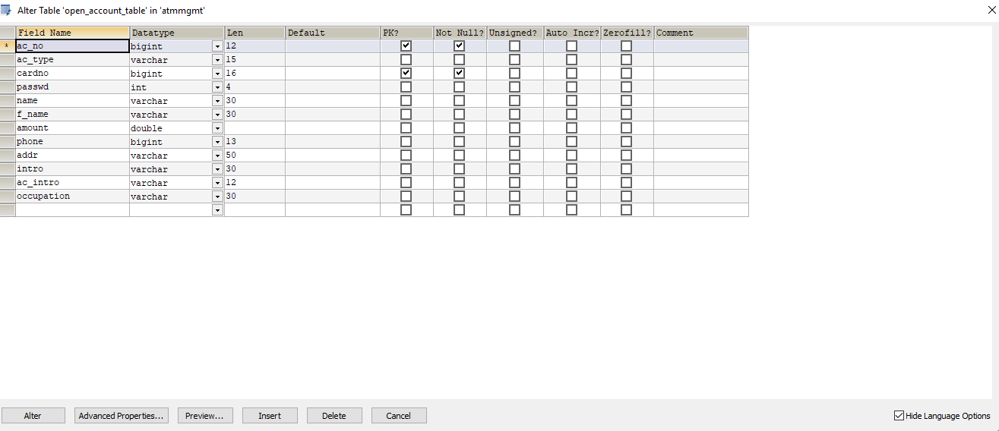 Alter Table 'open_account_table' in 'atmmgmt'
Field Name Datatype Len Default PK? Not Null? Unsigned? Auto Incr? Zerofill? Comment
* ac_no bigint 12
ac_type varchar 15
cardno bigint 16
passwd int 4
name varchar 30
f_name varchar 30
amount double
phone bigint 13
addr varchar 50
intro varchar 30
ac_intro varchar 12
occupation varchar 30
Alter Advanced Properties... Preview... Insert Delete Cancel Hide Language Options